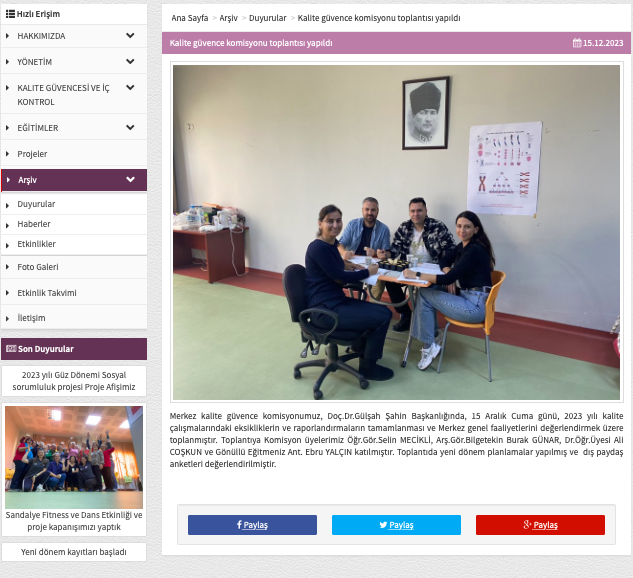 Hızlı Erişim
HAKKIMIZDA
YÖNETİM
KALITE GÜVENCESİ VE İÇ
KONTROL
EĞİTİMLER
Projeler
Arşiv
Duyurular
Haberler
Etkinlikler
Foto Galeri
Etkinlik Takvimi
İletişim
Son Duyurular
2023 yılı Güz Dönemi Sosyal
sorumluluk projesi Proje Afişimiz
Sandalye Fitness ve Dans Etkinliği ve
proje kapanışımızı yaptık
Yeni dönem kayıtları başladı
Ana Sayfa > Arşiv > Duyurular > Kalite güvence komisyonu toplantısı yapıldı
Kalite güvence komisyonu toplantısı yapıldı 15.12.2023
Merkez kalite güvence komisyonumuz, Doç.Dr.Gülşah Şahin Başkanlığında, 15 Aralık Cuma günü, 2023 yılı kalite
çalışmalarındaki eksikliklerin ve raporlandırmaların tamamlanması ve Merkez genel faaliyetlerini değerlendirmek üzere
toplanmıştır. Toplantıya Komisyon üyelerimiz Öğr.Gör.Selin MECİKLİ, Arş.Gör.Bilgetekin Burak GÜNAR, Dr.Öğr.Üyesi Ali
COŞKUN ve Gönüllü Eğitmeniz Ant. Ebru YALÇIN katılmıştır. Toplantıda yeni dönem planlamalar yapılmış ve dış paydaş
anketleri değerlendirilmiştir.
Paylaş
Paylaş
Paylaş